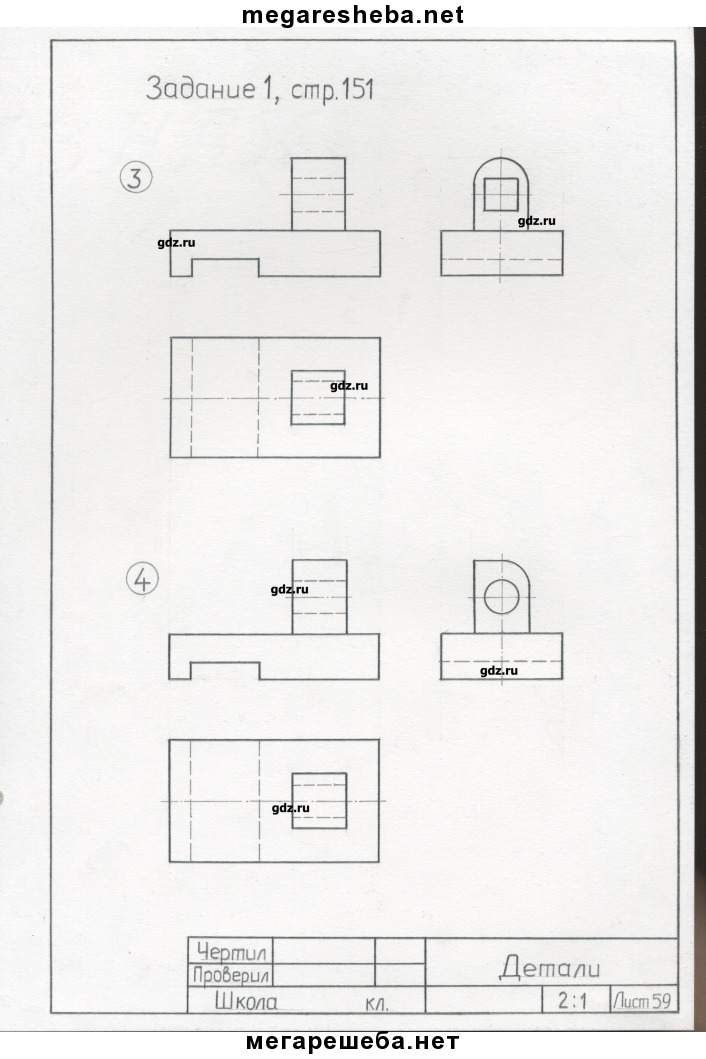 megaresheba.net
Задание 1, стр.151
3
gdz.ru
gdz.ru
gdz.ru
4
gdz.ru
gdz.ru
gdz.ru
Чертил
Проверил
Детали
Школа кл. 2:1 Лист 59
мегарешеба.нет